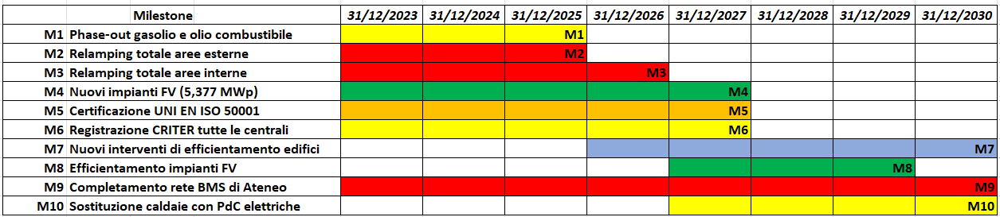 Milestone 31/12/2023 31/12/2024 31/12/2025 31/12/2026 31/12/2027 31/12/2028 31/12/2029 31/12/2030
M1 Phase-out gasolio e olio combustibile M1
M2 Relamping totale aree esterne M2
M3 Relamping totale aree interne M3
M4 Nuovi impianti FV (5,377 MWp) M4
M5 Certificazione UNI EN ISO 50001 M5
M6 Registrazione CRITER tutte le centrali M6
M7 Nuovi interventi di efficientamento edifici M7
M8 Efficientamento impianti FV M8
M9 Completamento rete BMS di Ateneo M9
M10 Sostituzione caldaie con PdC elettriche M10